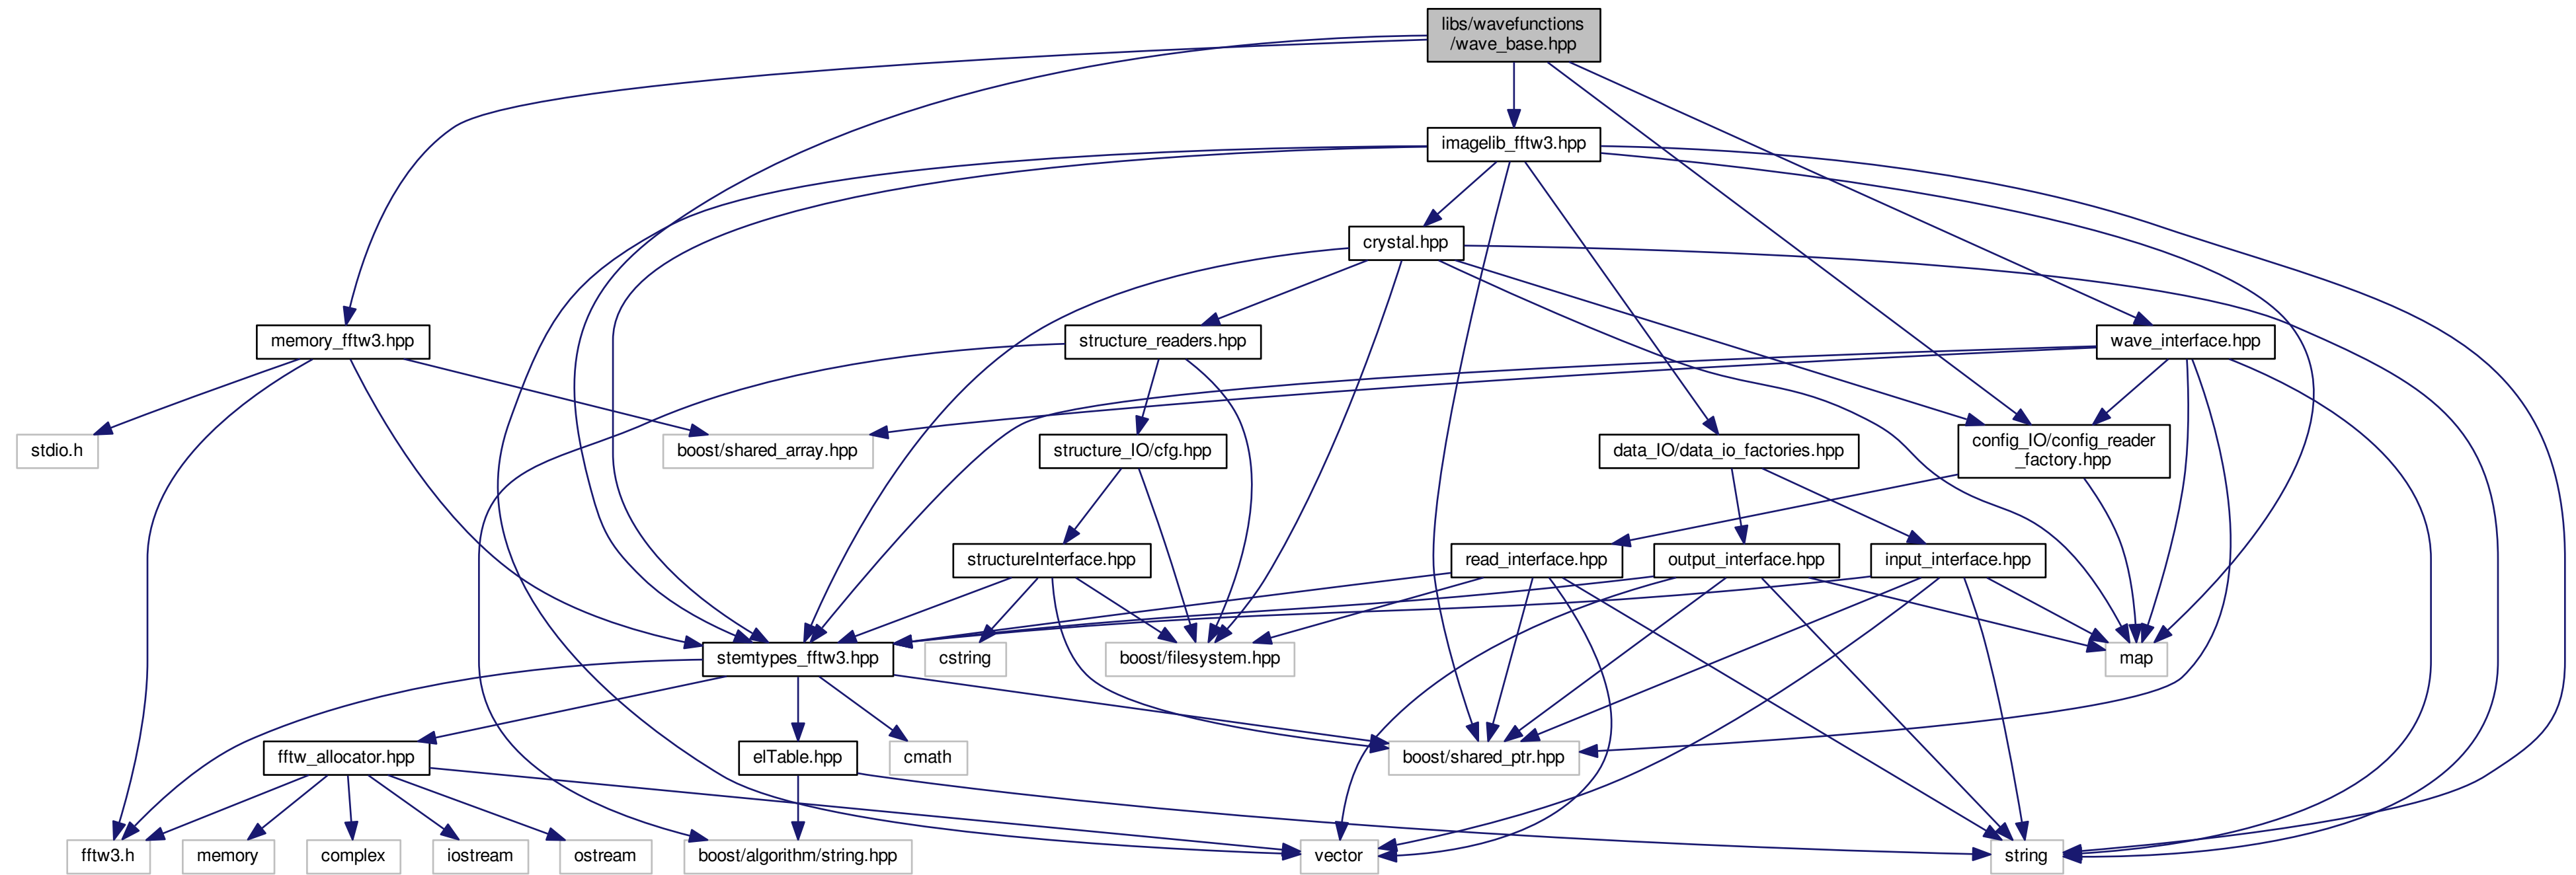 libs/wavefunctions
/wave_base.hpp
imagelib_fftw3.hpp
crystal.hpp
memory_fftw3.hpp
structure_readers.hpp
wave_interface.hpp
stdio.h
boost/shared_array.hpp
structure_IO/cfg.hpp
data_IO/data_io_factories.hpp
config_IO/config_reader
_factory.hpp
structureInterface.hpp
read_interface.hpp
output_interface.hpp
input_interface.hpp
stemtypes_fftw3.hpp
cstring
boost/filesystem.hpp
map
fftw_allocator.hpp
elTable.hpp
cmath
boost/shared_ptr.hpp
fftw3.h
memory
complex
iostream
ostream
boost/algorithm/string.hpp
vector
string